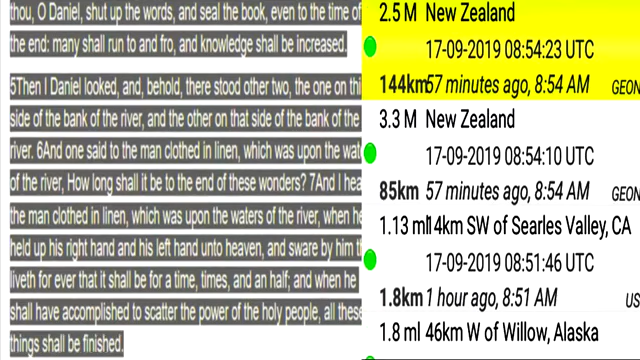 thou, O Daniel, shut up the words, and seal the book, even to the time of
the end: many shall run to and fro, and knowledge shall be increased.
5Then I Daniel looked, and, behold, there stood other two, the one on thi
side of the bank of the river, and the other on that side of the bank of the
river. 6And one said to the man clothed in linen, which was upon the wat
of the river, How long shall it be to the end of these wonders? 7And I hea
the man clothed in linen, which was upon the waters of the river, when he
held up his right hand and his left hand unto heaven, and sware by him t
liveth for ever that it shall be for a time, times, and an half; and when he
shall have accomplished to scatter the power of the holy people, all these
things shall be finished.
2.5 M New Zealand
17-09-2019 08:54:23 UTC
144km 57 minutes ago, 8:54 AM GEON
3.3 M New Zealand
17-09-2019 08:54:10 UTC
85km 57 minutes ago, 8:54 AM GEON
1.13 ml 14km SW of Searles Valley, CA
17-09-2019 08:51:46 UTC
1.8km 1 hour ago, 8:51 AM US
1.8 ml 46km W of Willow, Alaska